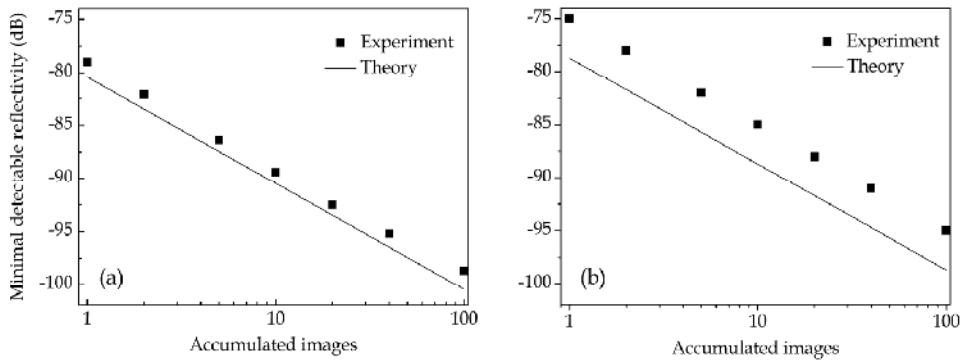 Minimal detectable reflectivity (dB)
-75
-80
-85
-90
-95
-100
Experiment
Theory
(a)
1
10
100
Accumulated images
-75
-80
-85
-90
-95
-100
Experiment
Theory
(b)
1
10
100
Accumulated images